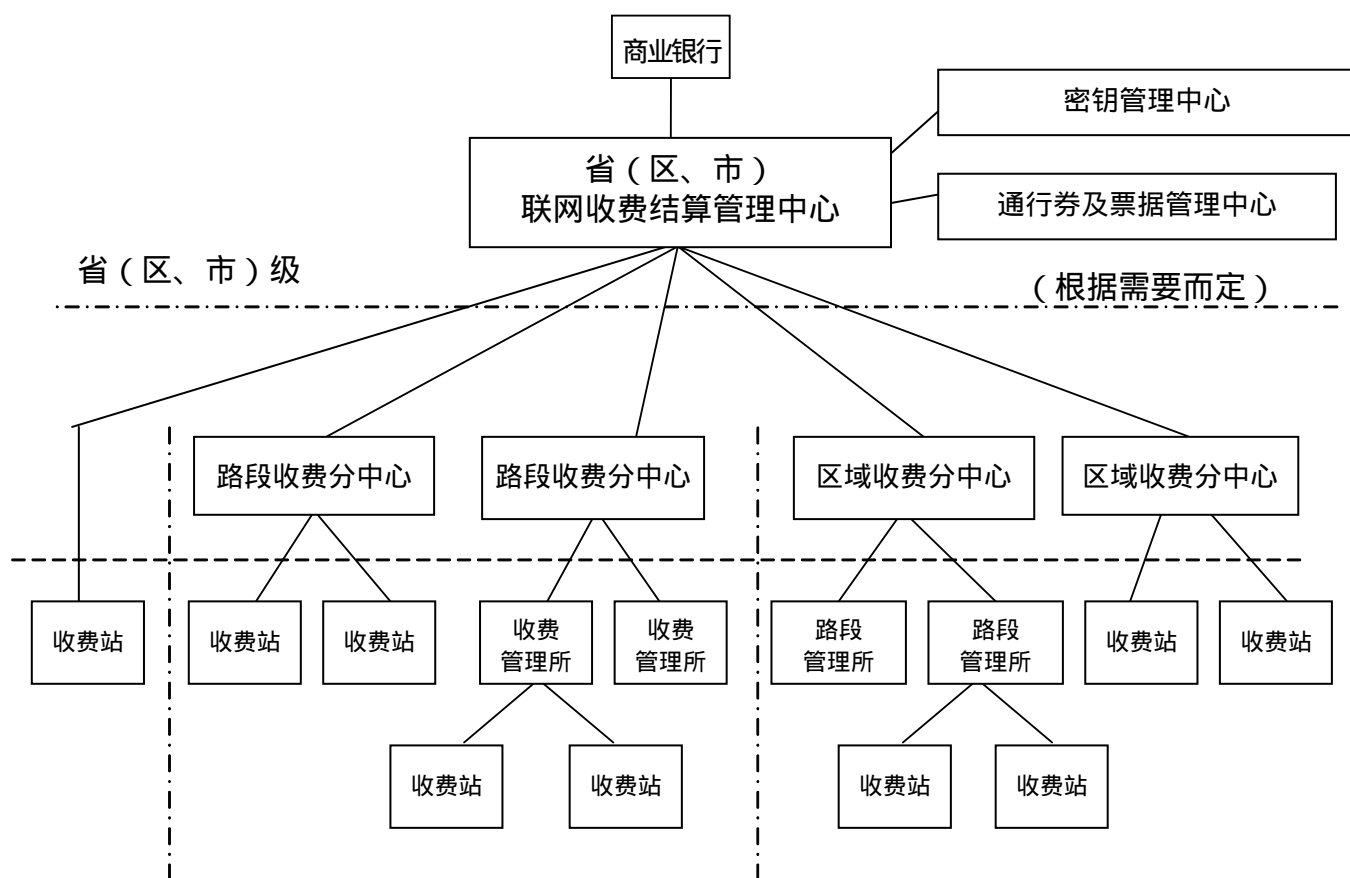 商业银行
密钥管理中心
省（区、市）
联网收费结算管理中心
通行券及票据管理中心
省（区、市）级
（根据需要而定）
路段收费分中心
路段收费分中心
区域收费分中心
区域收费分中心
收费站
收费站
收费站
收费
管理所
收费
管理所
路段
管理所
路段
管理所
收费站
收费站
收费站
收费站
收费站
收费站